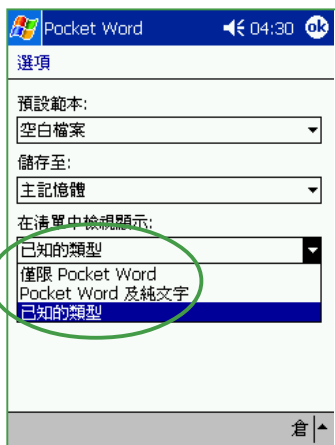 Pocket Word 04:30 ok
選項
預設範本:
空白檔案
儲存至:
主記憶體
在清單中檢視顯示:
已知的類型
僅限 Pocket Word
Pocket Word 及純文字
已知的類型
倉